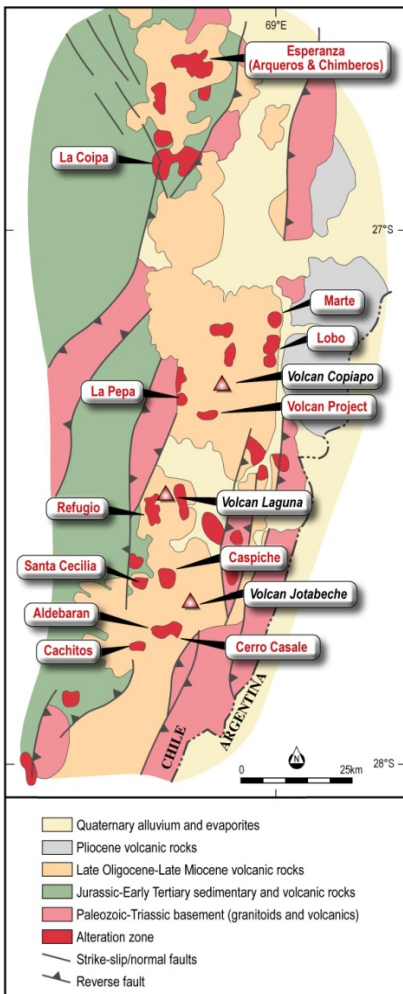 69°E
Esperanza
(Arqueros & Chimberos)
La Coipa
27°S
Marte
Lobo
Volcan Copiapo
La Pepa
Volcan Project
Volcan Laguna
Refugio
Caspiche
Santa Cecilia
Volcan Jotabeche
Aldebaran
Cachitos
Cerro Casale
CHILE
ARGENTINA
N
0 25km
28°S
Quaternary alluvium and evaporites
Pliocene volcanic rocks
Late Oligocene-Late Miocene volcanic rocks
Jurassic-Early Tertiary sedimentary and volcanic rocks
Paleozoic-Triassic basement (granitoids and volcanics)
Alteration zone
Strike-slip/normal faults
Reverse fault